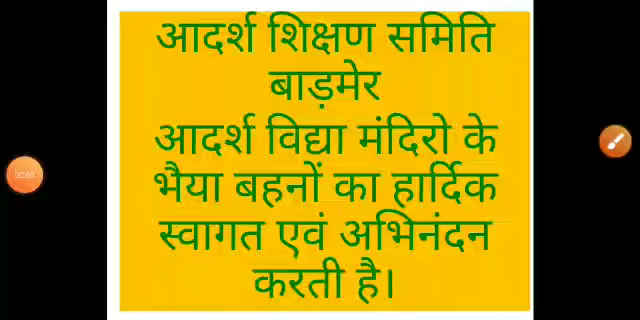 आदर्श शिक्षण समिति
बाड़मेर
आदर्श विद्या मंदिरो के
भैया बहनों का हार्दिक
स्वागत एवं अभिनंदन
करती है।